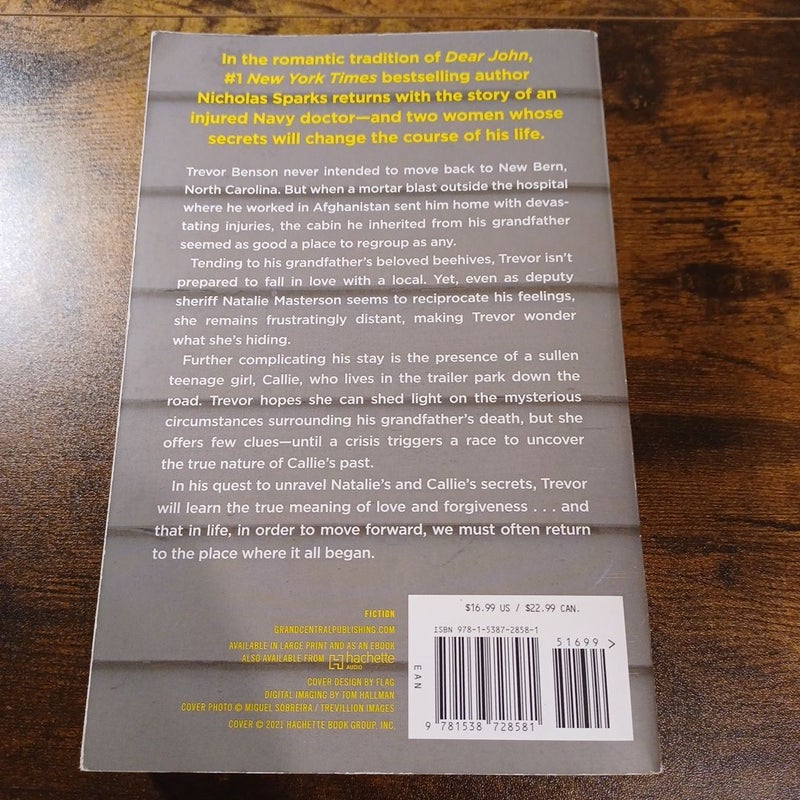 In the romantic tradition of Dear John,
#1 New York Times bestselling author
Nicholas Sparks returns with the story of an
injured Navy doctor—and two women whose
secrets will change the course of his life.
Trevor Benson never intended to move back to New Bern,
North Carolina. But when a mortar blast outside the hospital
where he worked in Afghanistan sent him home with devas-
tating injuries, the cabin he inherited from his grandfather
seemed as good a place to regroup as any.
Tending to his grandfather's beloved beehives, Trevor isn't
prepared to fall in love with a local. Yet, even as deputy
sheriff Natalie Masterson seems to reciprocate his feelings,
she remains frustratingly distant, making Trevor wonder
what she's hiding.
Further complicating his stay is the presence of a sullen
teenage girl, Callie, who lives in the trailer park down the
road. Trevor hopes she can shed light on the mysterious
circumstances surrounding his grandfather's death, but she
offers few clues—until a crisis triggers a race to uncover
the true nature of Callie's past.
In his quest to unravel Natalie's and Callie's secrets, Trevor
will learn the true meaning of love and forgiveness . . . and
that in life, in order to move forward, we must often return
to the place where it all began.
FICTION
GRANDCENTRALPUBLISHING.COM
AVAILABLE IN LARGE PRINT AND AS AN EBOOK
ALSO AVAILABLE FROM hachette AUDIO
COVER DESIGN BY FLAG
DIGITAL IMAGING BY TOM HALLMAN
COVER PHOTO © MIGUEL SOBREIRA / TREVILLION IMAGES
COVER © 2021 HACHETTE BOOK GROUP, INC.
$16.99 US / $22.99 CAN.
ISBN 978-1-5387-2858-1
51699 >
EAN
9 781538 728581